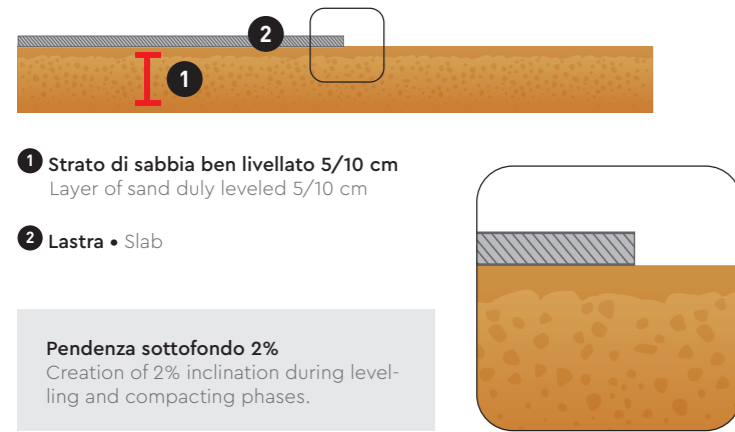 2
1
1 Strato di sabbia ben livellato 5/10 cm
Layer of sand duly leveled 5/10 cm
2 Lastra • Slab
Pendenza sottofondo 2%
Creation of 2% inclination during level-
ling and compacting phases.